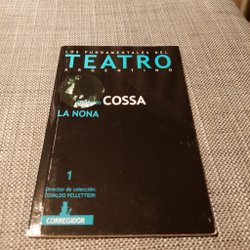 LOS FUNDAMENTALES DEL
TEATRO
ARGENTINO
COSSA
LA NONA
1
Director de colección:
OSVALDO PELLETTIERI
CORREGIDOR